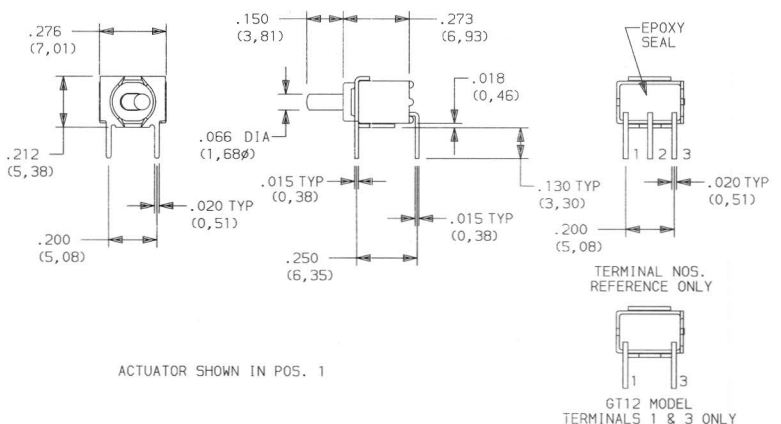 .276
(7,01)
.212
(5,38)
.020 TYP
(0,51)
.200
(5,08)
.150
(3,81)
.273
(6,93)
.018
(0,46)
.066 DIA
(1,68ø)
.015 TYP
(0,38)
.130 TYP
(3,30)
.015 TYP
(0,38)
.250
(6,35)
EPOXY
SEAL
1 2 3
.020 TYP
(0,51)
.200
(5,08)
TERMINAL NOS.
REFERENCE ONLY
ACTUATOR SHOWN IN POS. 1
1 3
GT12 MODEL
TERMINALS 1 & 3 ONLY